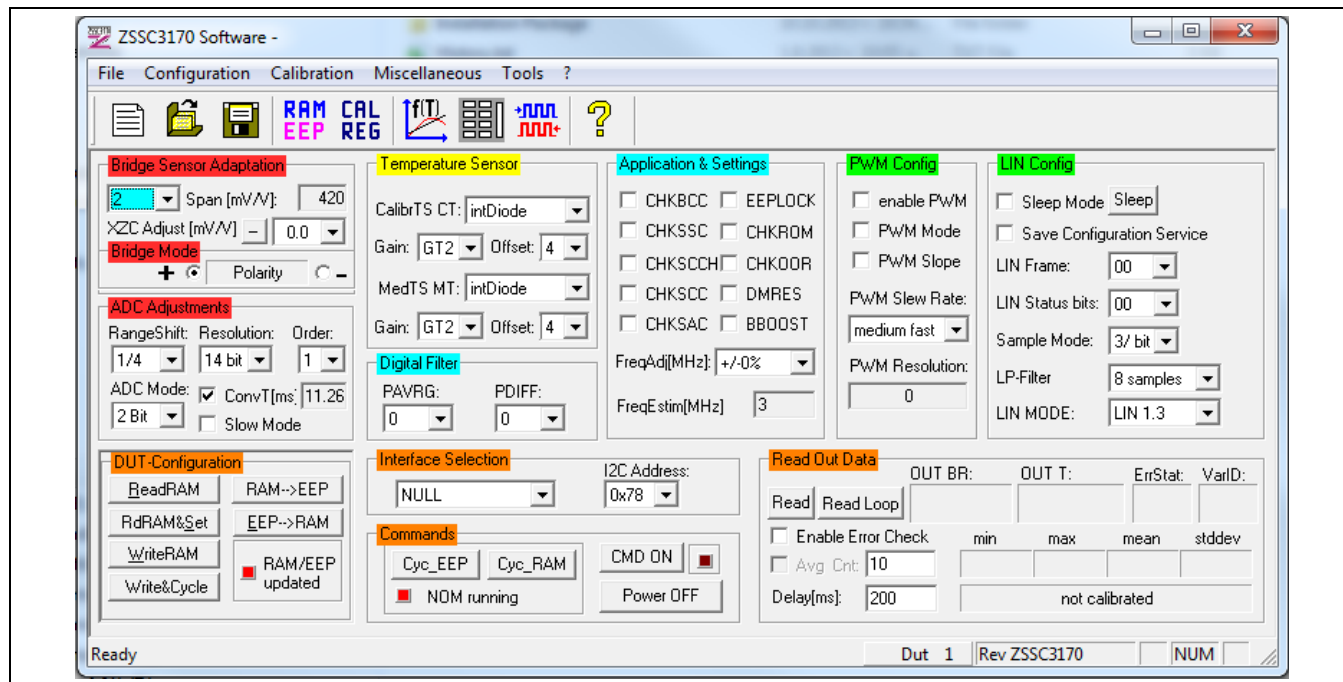 ZSSC3170 Software -
File Configuration Calibration Miscellaneous Tools ?
RAM EEP
CAL REG
f(T)
?
Bridge Sensor Adaptation
2 Span [mV/V]: 420
XZC Adjust [mV/V] – 0.0
Bridge Mode
+ Polarity –
ADC Adjustments
RangeShift: Resolution: Order:
1/4 14 bit 1
ADC Mode: ConvT[ms] 11.26
2 Bit Slow Mode
Temperature Sensor
CalibrTS CT: intDiode
Gain: GT2 Offset: 4
MedTS MT: intDiode
Gain: GT2 Offset: 4
Digital Filter
PAVRG: PDIFF:
0 0
Application & Settings
CHKBCC EEPLOCK
CHKSSC CHKROM
CHKSCCH CHKOOR
CHKSCC DMRES
CHKSAC BBOOST
FreqAdj[MHz]: +/-0%
FreqEstim[MHz] 3
PWM Config
enable PWM
PWM Mode
PWM Slope
PWM Slew Rate:
medium fast
PWM Resolution:
0
LIN Config
Sleep Mode Sleep
Save Configuration Service
LIN Frame: 00
LIN Status bits: 00
Sample Mode: 3/ bit
LP-Filter 8 samples
LIN MODE: LIN 1.3
DUT-Configuration
ReadRAM RAM-->EEP
RdRAM&Set EEP-->RAM
WriteRAM RAM/EEP updated
Write&Cycle
Interface Selection
I2C Address:
NULL 0x78
Commands
Cyc_EEP Cyc_RAM CMD ON
NOM running Power OFF
Read Out Data
OUT BR: OUT T: ErrStat: VarID:
Read Read Loop
Enable Error Check min max mean stddev
Avg Cnt: 10
Delay[ms]: 200 not calibrated
Ready Dut 1 Rev ZSSC3170 NUM